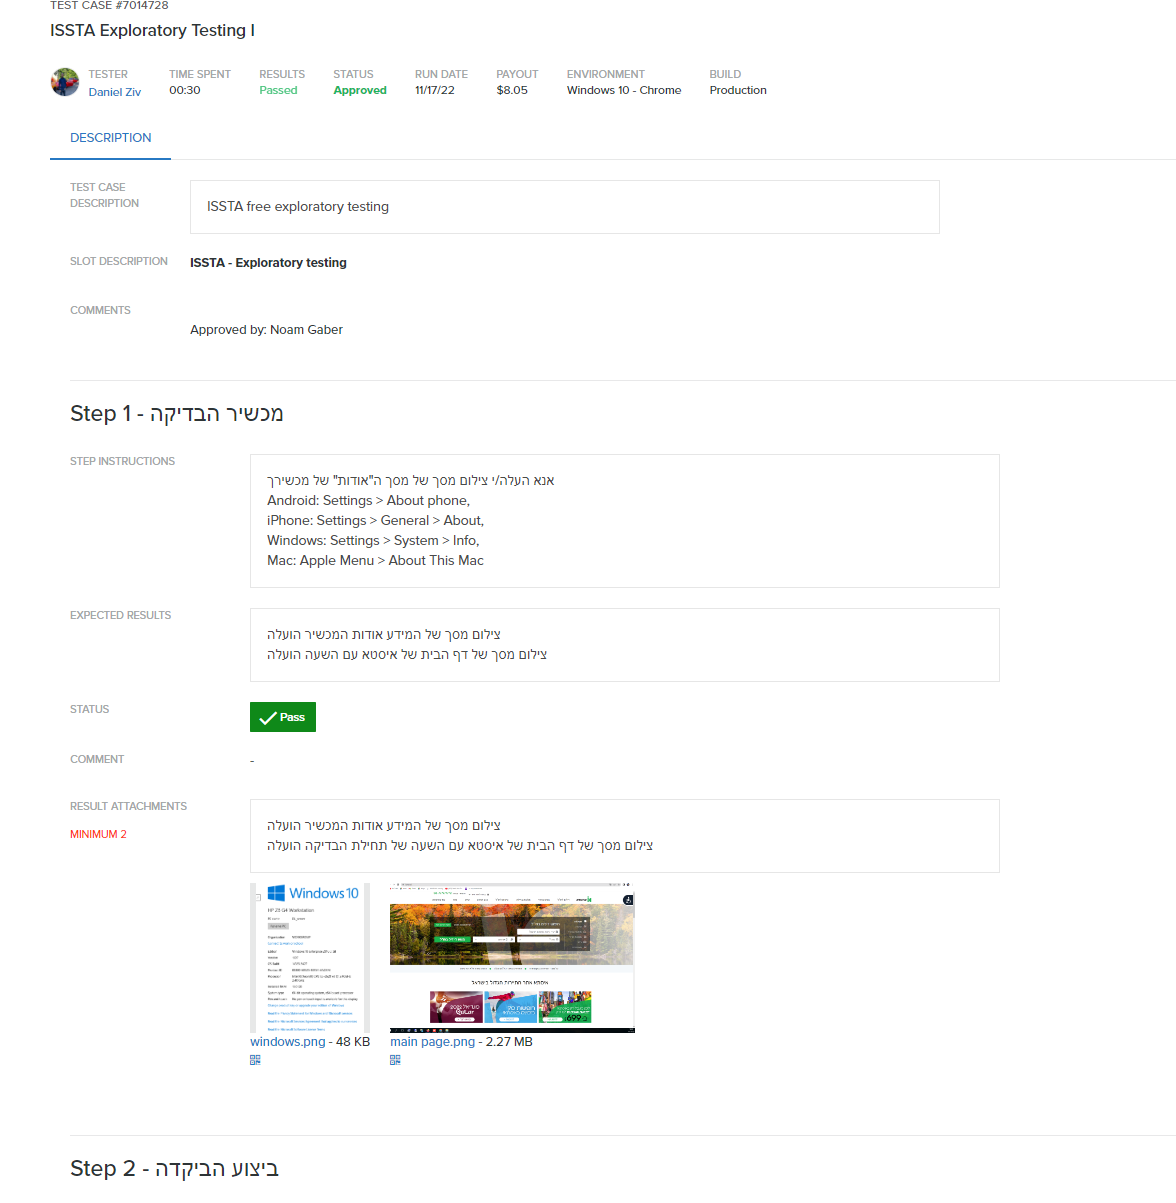 TEST CASE #7014728
ISSTA Exploratory Testing I
TESTER
Daniel Ziv
TIME SPENT
00:30
RESULTS
Passed
STATUS
Approved
RUN DATE
11/17/22
PAYOUT
$8.05
ENVIRONMENT
Windows 10 - Chrome
BUILD
Production
DESCRIPTION
TEST CASE
DESCRIPTION
ISSTA free exploratory testing
SLOT DESCRIPTION
ISSTA - Exploratory testing
COMMENTS
Approved by: Noam Gaber
Step 1 - מכשיר הבדיקה
STEP INSTRUCTIONS
אנא העלה/י צילום מסך של מסך ה"אודות" של מכשירך
Android: Settings > About phone,
iPhone: Settings > General > About,
Windows: Settings > System > Info,
Mac: Apple Menu > About This Mac
EXPECTED RESULTS
צילום מסך של המידע אודות המכשיר הועלה
צילום מסך של דף הבית של איסטא עם השעה הועלה
STATUS
Pass
COMMENT
-
RESULT ATTACHMENTS
MINIMUM 2
צילום מסך של המידע אודות המכשיר הועלה
צילום מסך של דף הבית של איסטא עם השעה של תחילת הבדיקה הועלה
Windows 10
windows.png - 48 KB
main page.png - 2.27 MB
Step 2 - ביצוע הביקדה